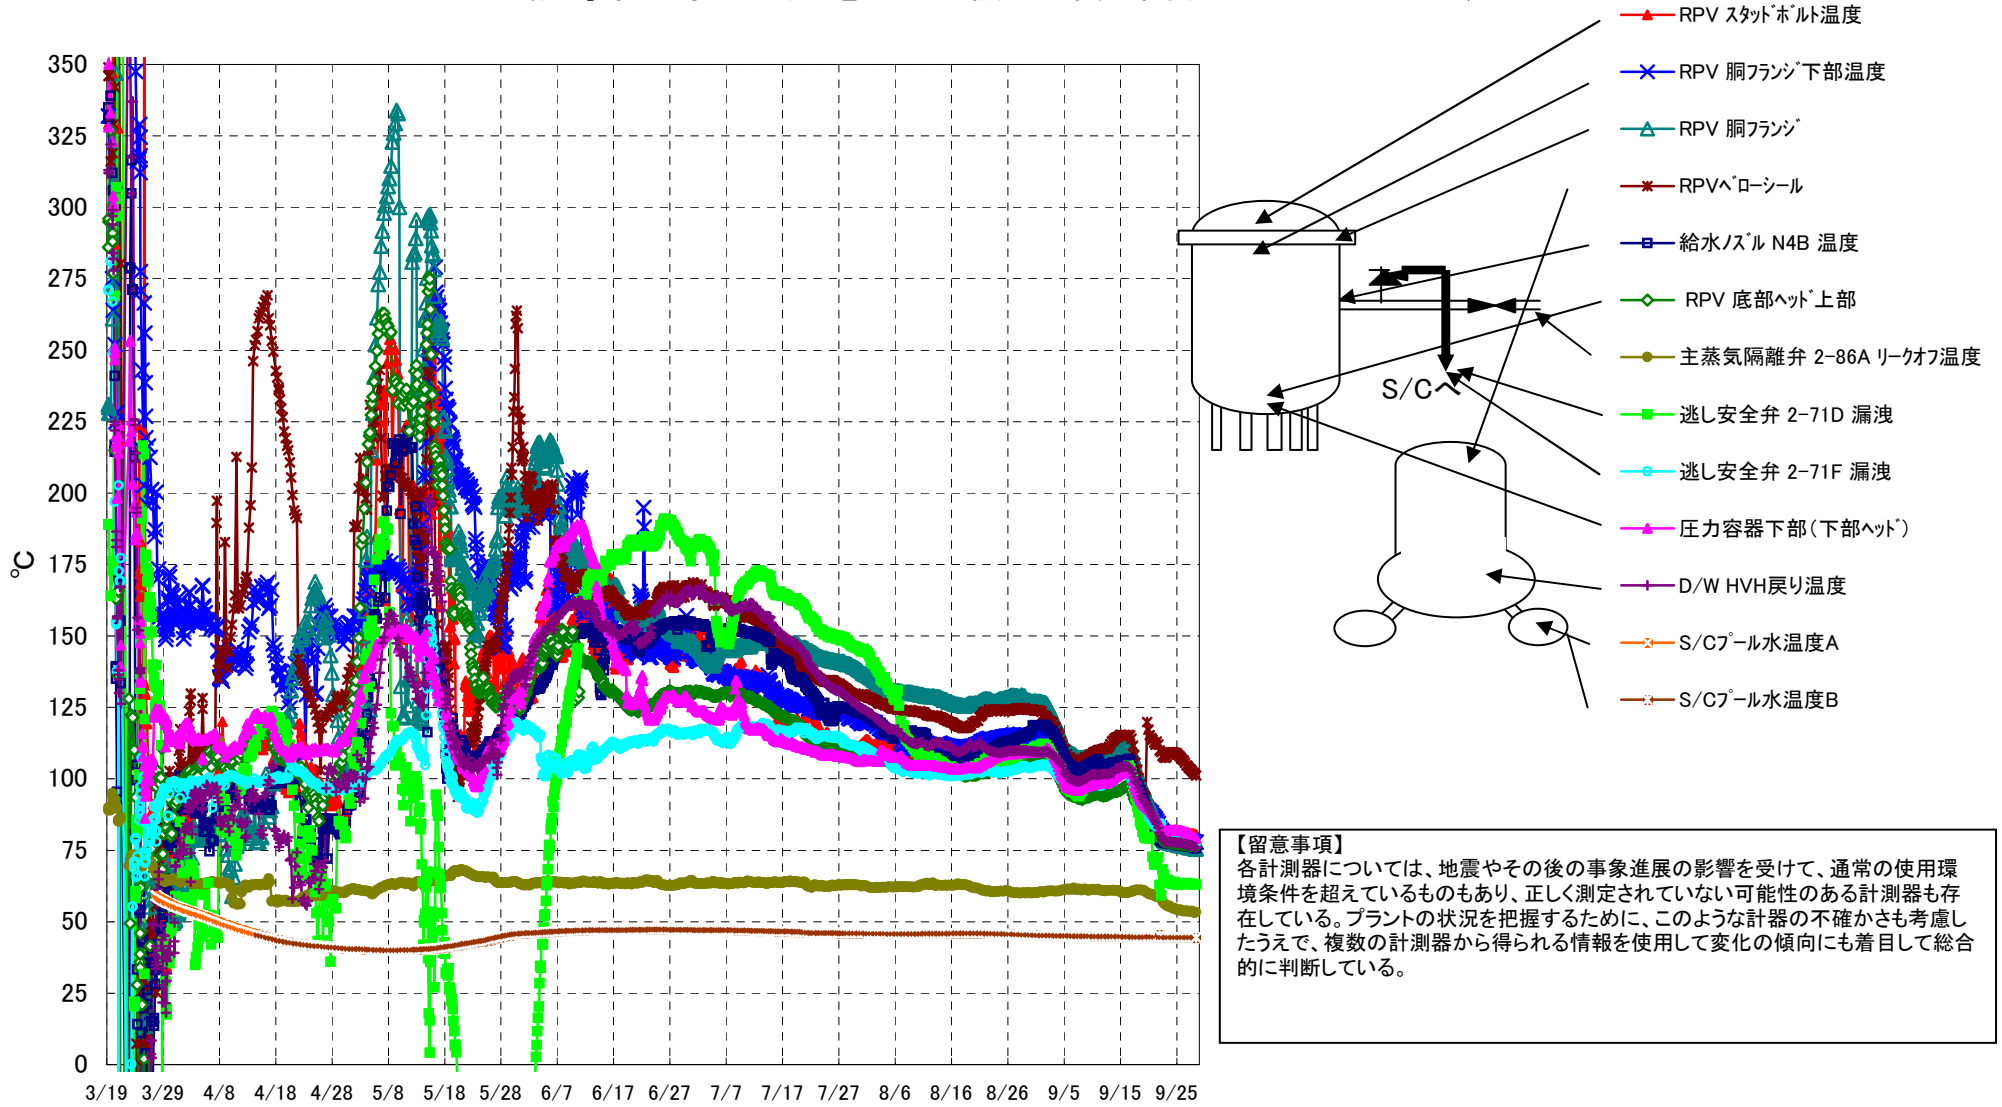 RPV スタッドボルト温度
350
RPV 胴フランジ下部温度
325
RPV 胴フランジ
300
RPVベローシール
275
給水ノズル N4B 温度
250
RPV 底部ヘッド上部
225
主蒸気隔離弁 2-86A リークオフ温度
200
逃し安全弁 2-71D 漏洩
175
逃し安全弁 2-71F 漏洩
150
圧力容器下部(下部ヘッド)
125
D/W HVH戻り温度
100
S/Cプール水温度A
75
S/Cプール水温度B
50
25
0
℃
S/Cへ
3/19 3/29 4/8 4/18 4/28 5/8 5/18 5/28 6/7 6/17 6/27 7/7 7/17 7/27 8/6 8/16 8/26 9/5 9/15 9/25
【留意事項】
各計測器については、地震やその後の事象進展の影響を受けて、通常の使用環
境条件を超えているものもあり、正しく測定されていない可能性のある計測器も存
在している。プラントの状況を把握するために、このような計器の不確かさも考慮し
たうえで、複数の計測器から得られる情報を使用して変化の傾向にも着目して総合
的に判断している。